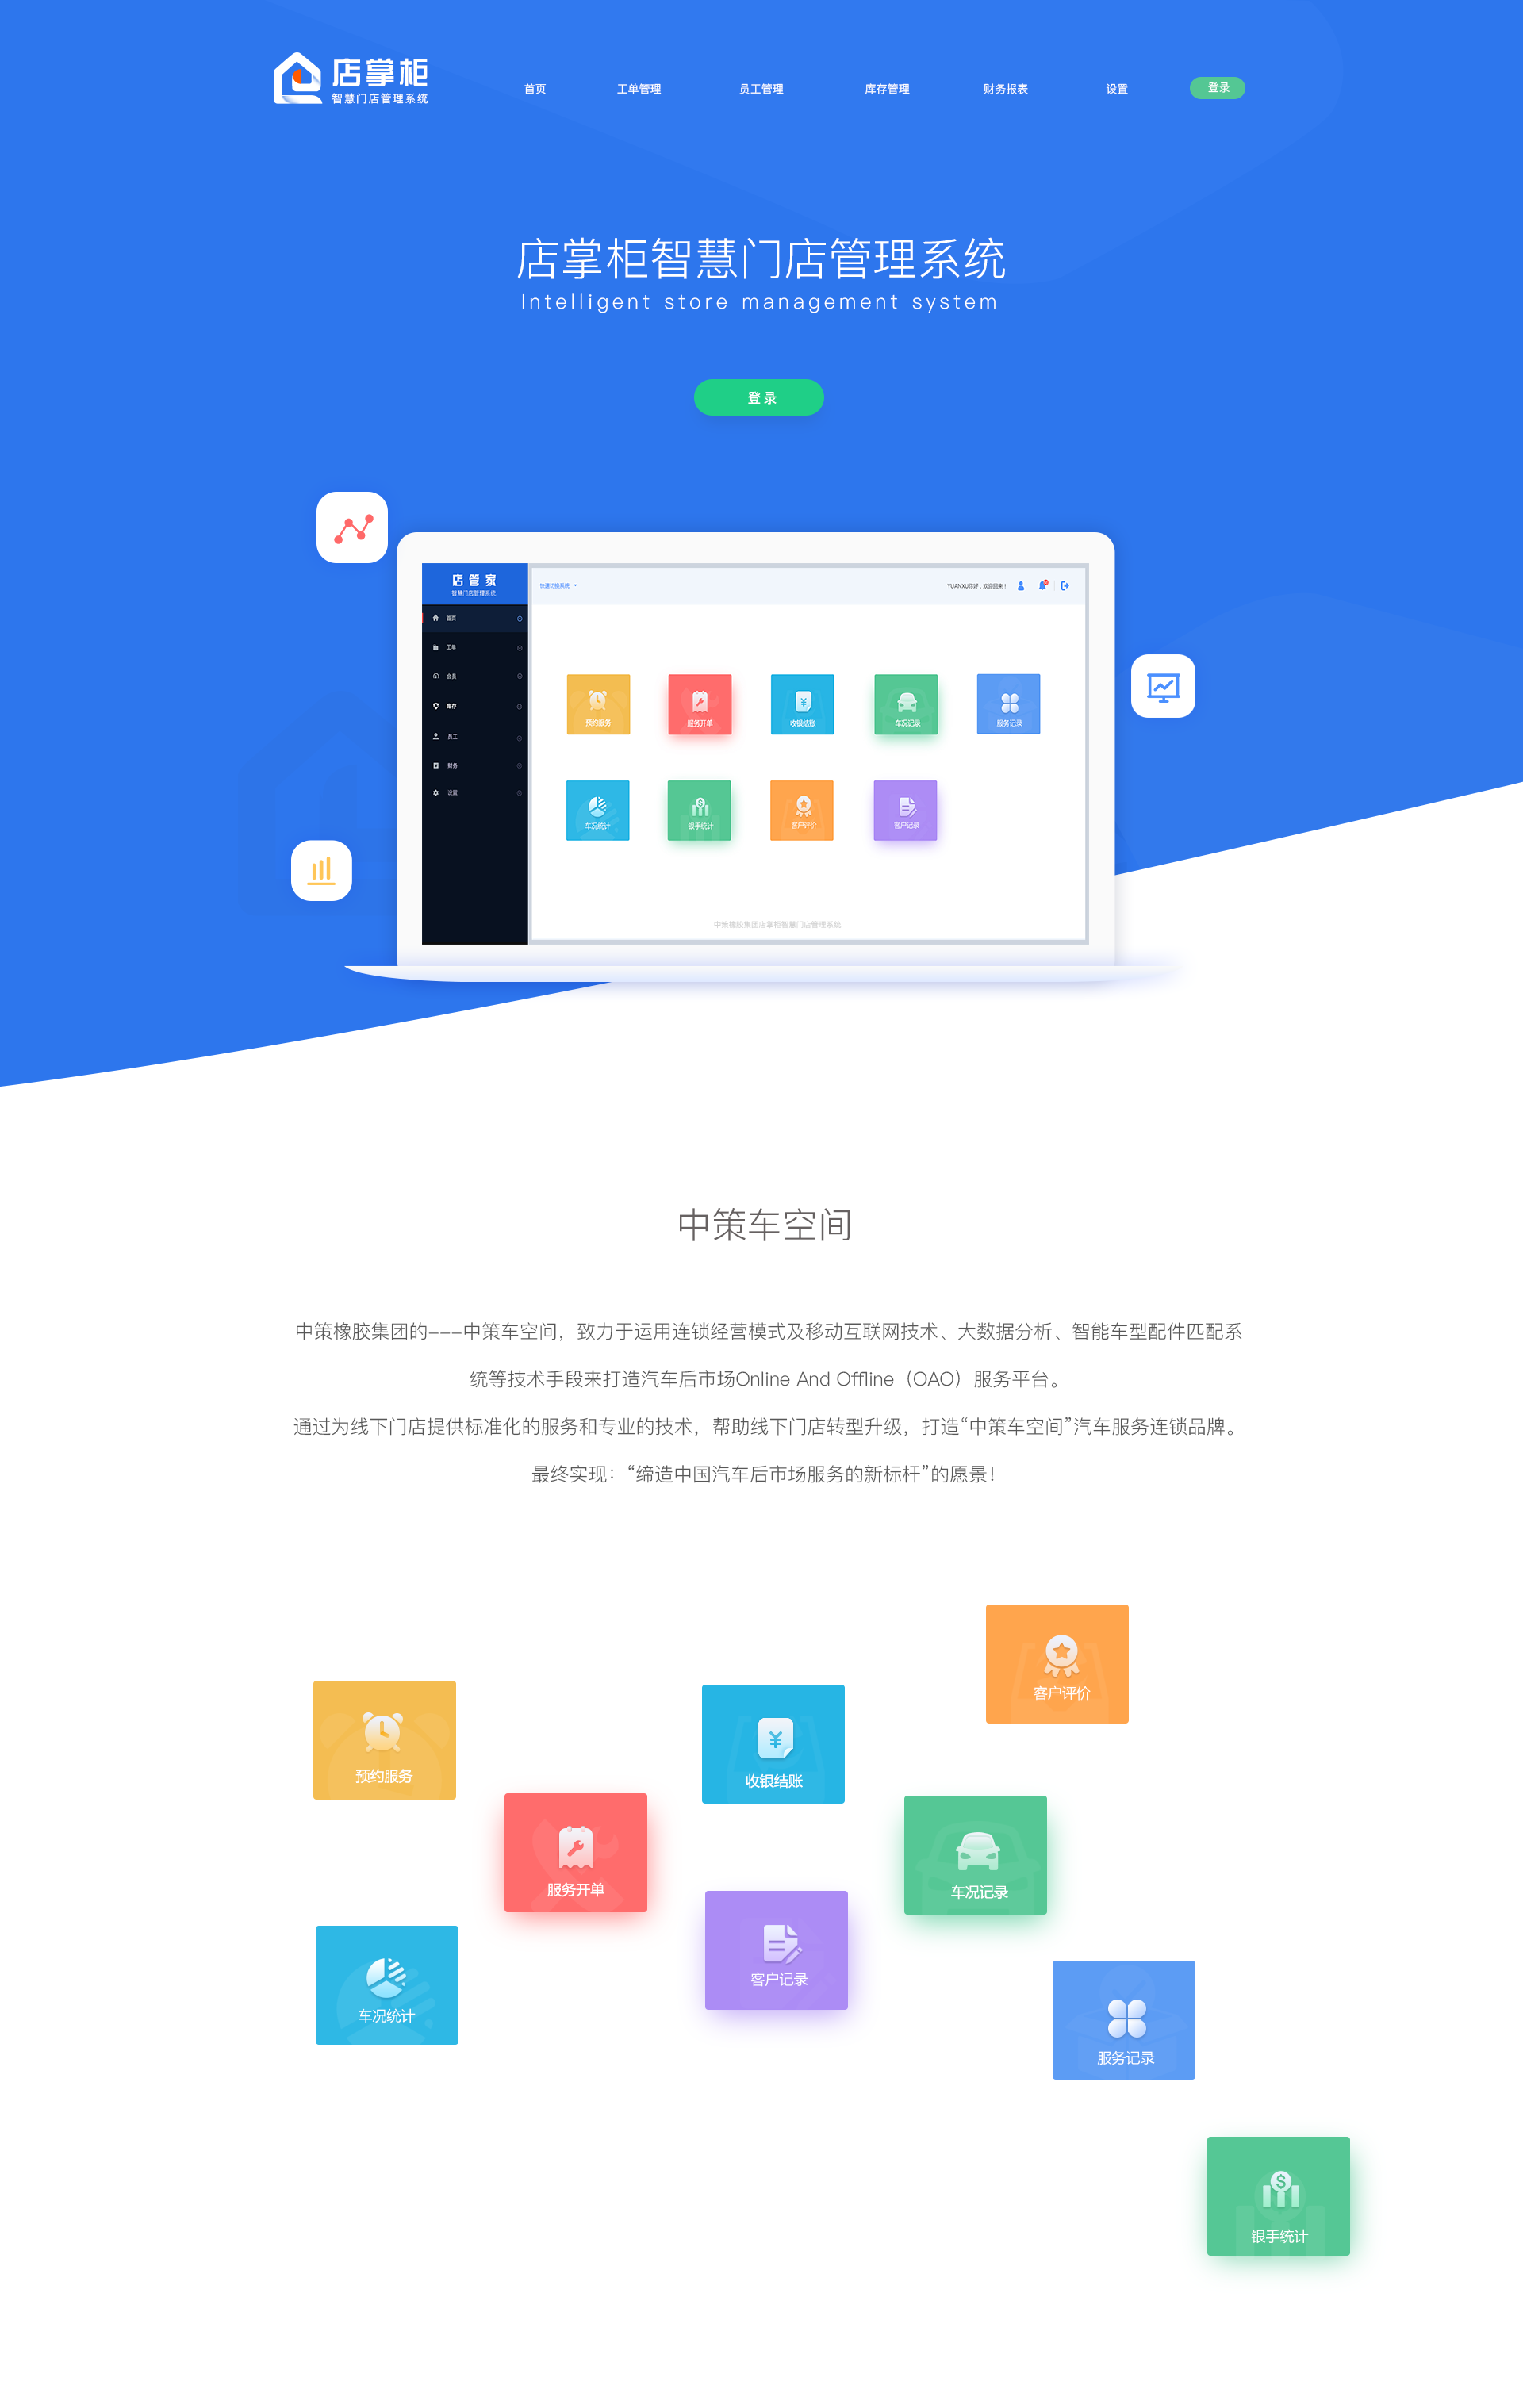 店掌柜
智慧门店管理系统
首页 工单管理 员工管理 库存管理 财务报表 设置 登录
店掌柜智慧门店管理系统
Intelligent store management system
登录
店管家
智慧门店管理系统
快速切换系统
YUANXU你好，欢迎回来！
首页
工单
会员
库存
员工
财务
设置
预约服务 服务开单 收银结账 车况记录 服务记录
车况统计 银手统计 客户评价 客户记录
中策橡胶集团店掌柜智慧门店管理系统
中策车空间
中策橡胶集团的---中策车空间，致力于运用连锁经营模式及移动互联网技术、大数据分析、智能车型配件匹配系
统等技术手段来打造汽车后市场Online And Offline（OAO）服务平台。
通过为线下门店提供标准化的服务和专业的技术，帮助线下门店转型升级，打造“中策车空间”汽车服务连锁品牌。
最终实现：“缔造中国汽车后市场服务的新标杆”的愿景！
客户评价
预约服务
收银结账
服务开单
车况记录
客户记录
车况统计
服务记录
银手统计